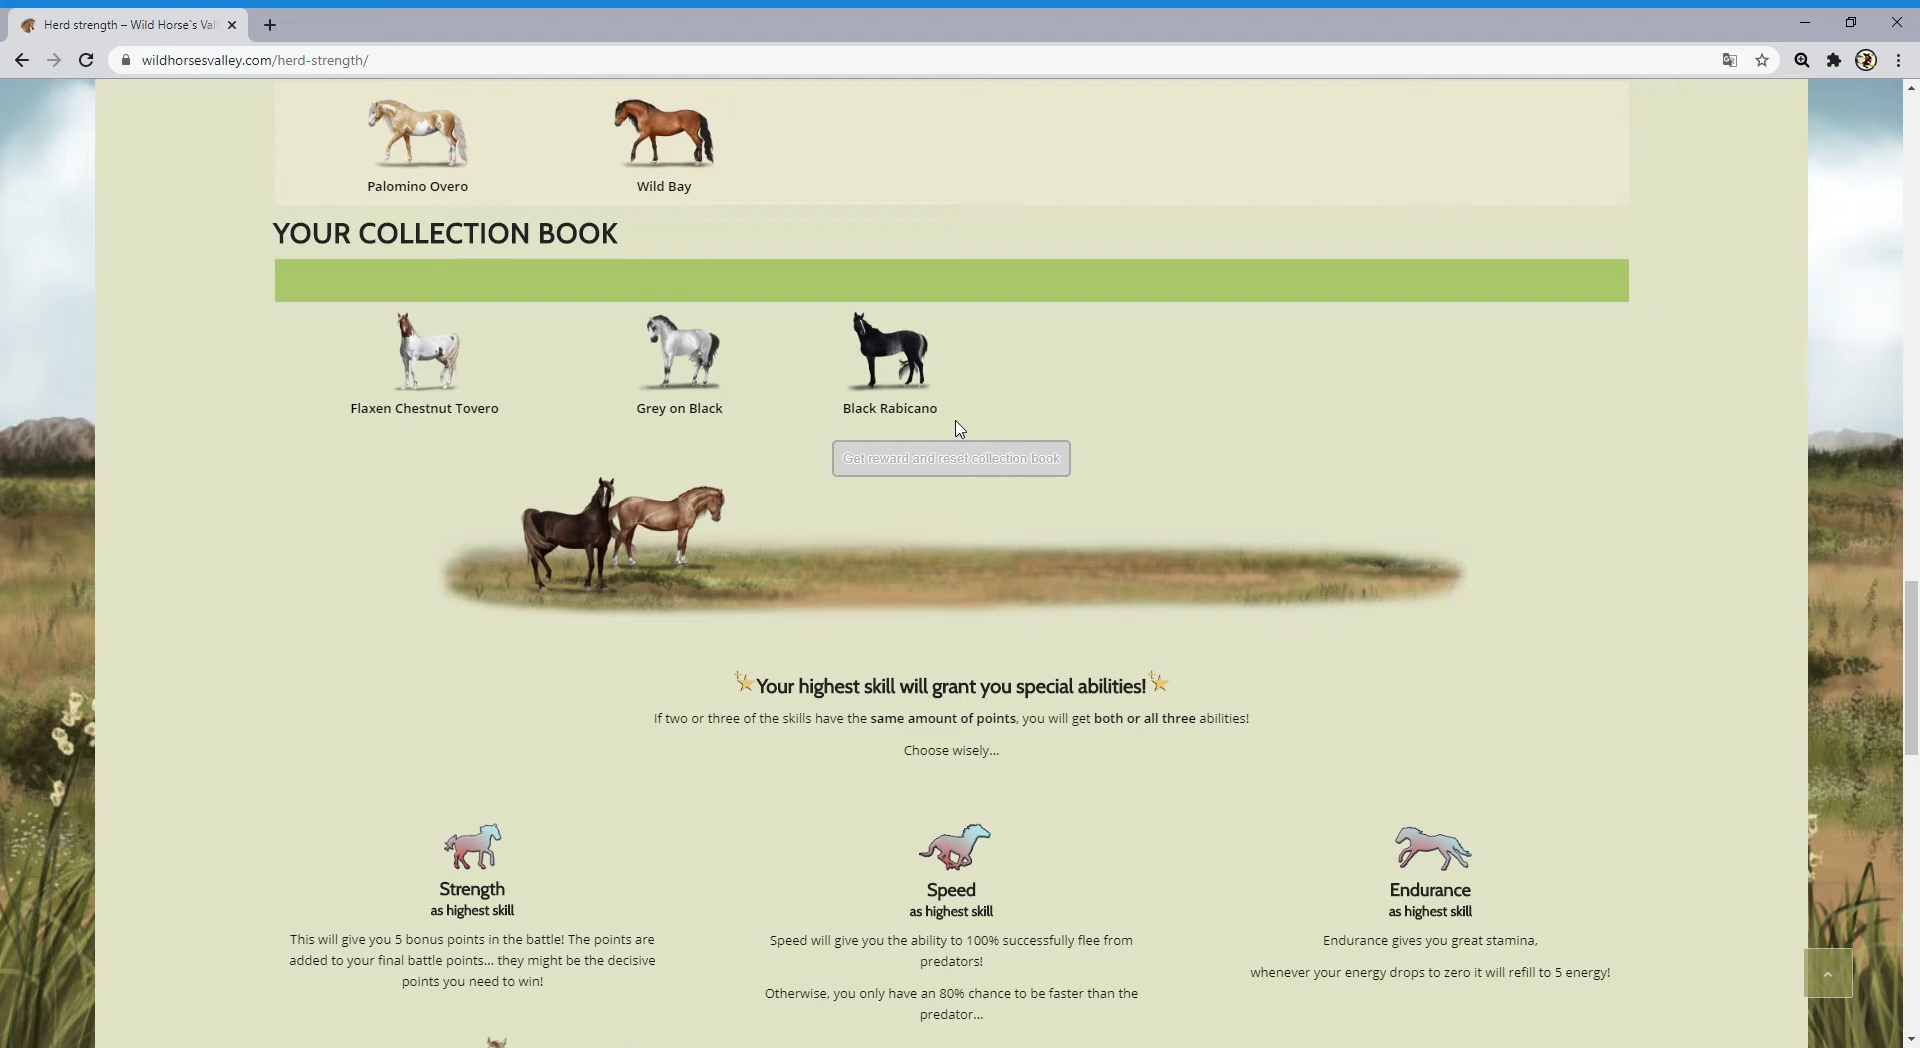 Herd strength – Wild Horse`s Val
wildhorsesvalley.com/herd-strength/
Palomino Overo
Wild Bay
YOUR COLLECTION BOOK
Flaxen Chestnut Tovero
Grey on Black
Black Rabicano
Get reward and reset collection book
Your highest skill will grant you special abilities!
If two or three of the skills have the same amount of points, you will get both or all three abilities!
Choose wisely...
Strength
as highest skill
This will give you 5 bonus points in the battle! The points are
added to your final battle points... they might be the decisive
points you need to win!
Speed
as highest skill
Speed will give you the ability to 100% successfully flee from
predators!
Otherwise, you only have an 80% chance to be faster than the
predator...
Endurance
as highest skill
Endurance gives you great stamina,
whenever your energy drops to zero it will refill to 5 energy!